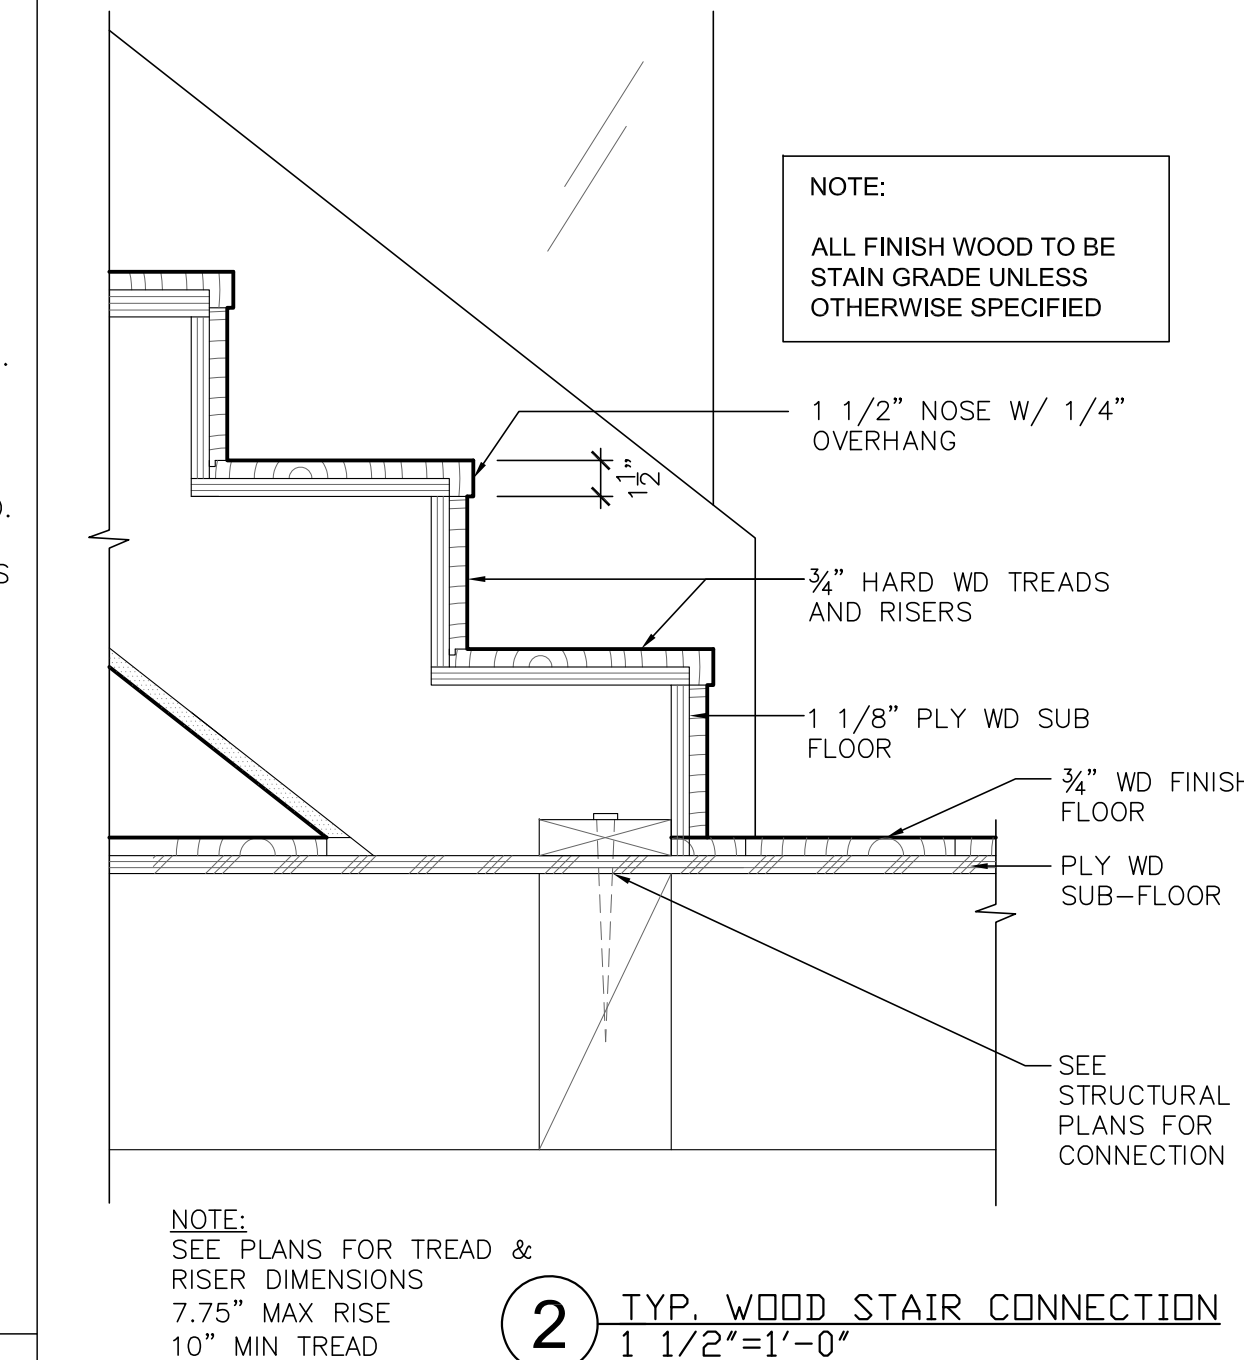 NOTE:
ALL FINISH WOOD TO BE
STAIN GRADE UNLESS
OTHERWISE SPECIFIED
1 1/2" NOSE W/ 1/4"
OVERHANG
1 1/2"
3/4" HARD WD TREADS
AND RISERS
1 1/8" PLY WD SUB
FLOOR
3/4" WD FINISH
FLOOR
PLY WD
SUB-FLOOR
SEE
STRUCTURAL
PLANS FOR
CONNECTION
NOTE:
SEE PLANS FOR TREAD &
RISER DIMENSIONS
7.75" MAX RISE
10" MIN TREAD
2
TYP. WOOD STAIR CONNECTION
1 1/2"=1'-0"